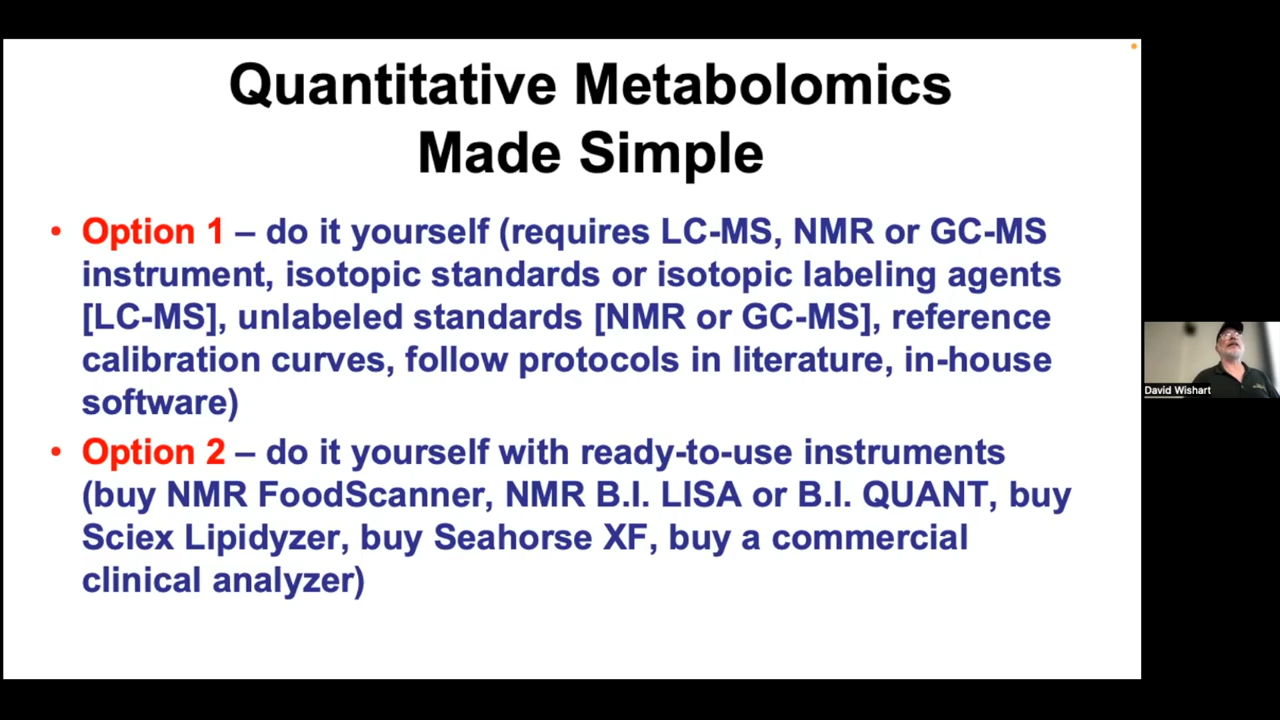 Quantitative Metabolomics
Made Simple
• Option 1 – do it yourself (requires LC-MS, NMR or GC-MS
instrument, isotopic standards or isotopic labeling agents
[LC-MS], unlabeled standards [NMR or GC-MS], reference
calibration curves, follow protocols in literature, in-house
software)
• Option 2 – do it yourself with ready-to-use instruments
(buy NMR FoodScanner, NMR B.I. LISA or B.I. QUANT, buy
Sciex Lipidyzer, buy Seahorse XF, buy a commercial
clinical analyzer)
David Wishart